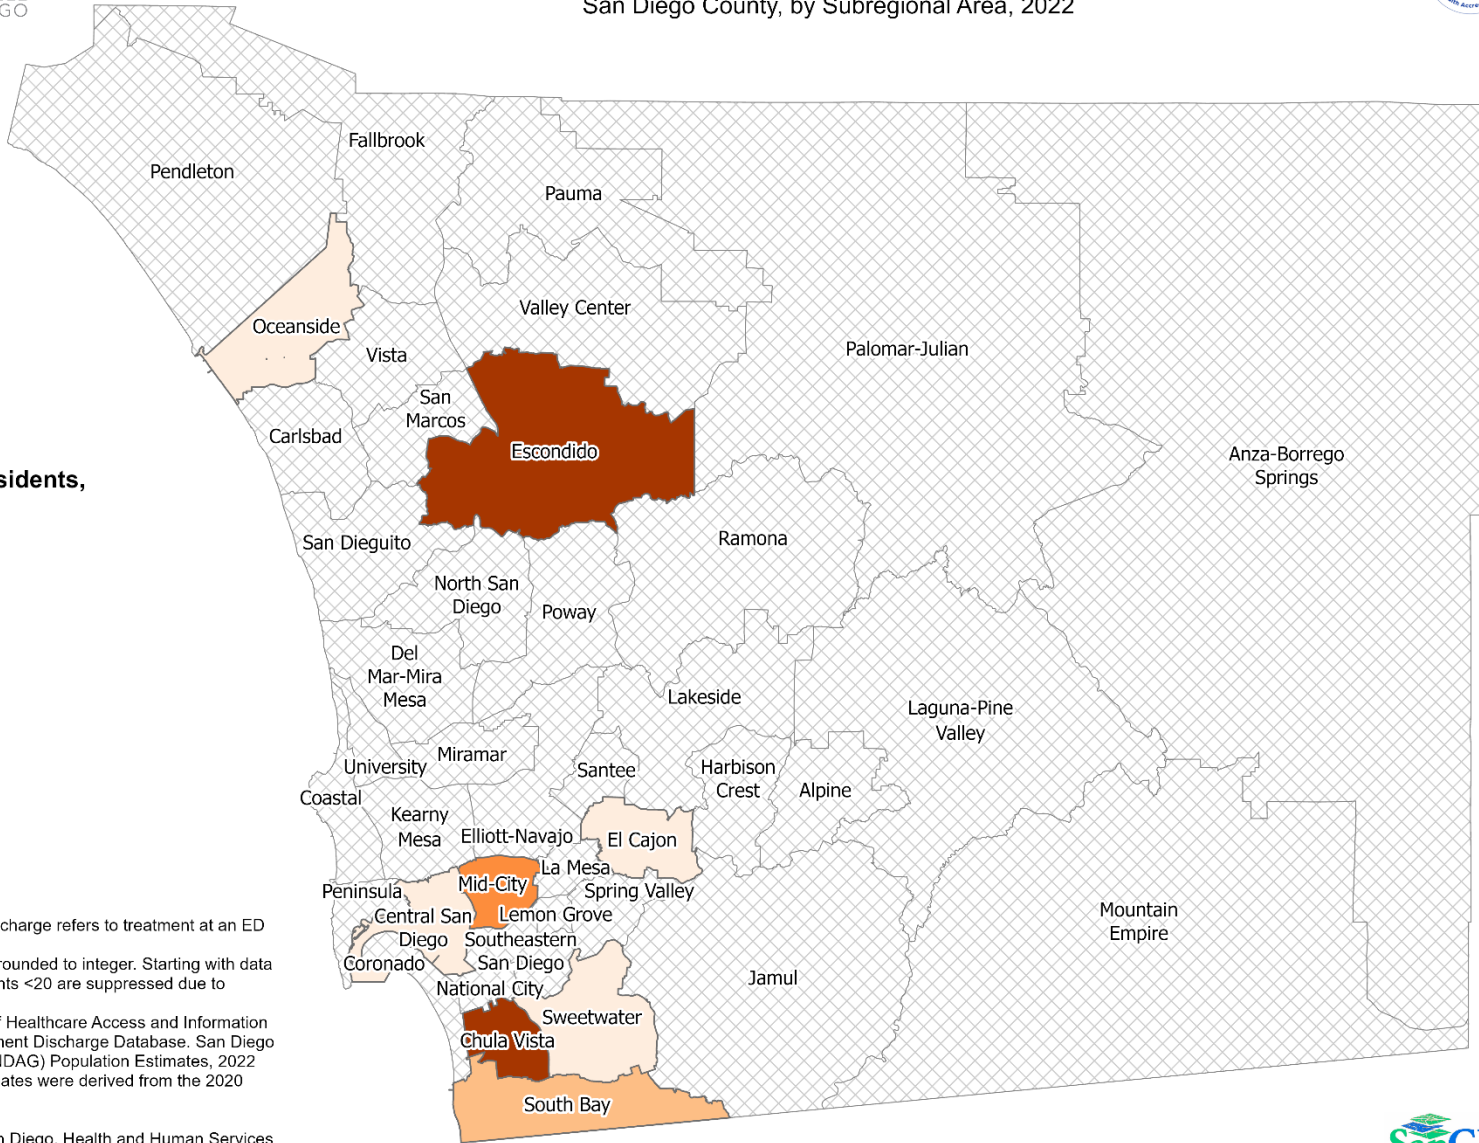 GO
San Diego County, by Subregional Area, 2022
Fallbrook
Pendleton
Pauma
Valley Center
Oceanside
Vista
Palomar-Julian
San
Marcos
Carlsbad
Escondido
Anza-Borrego
Springs
sidents,
San Dieguito
Ramona
North San
Diego
Poway
Del
Mar-Mira
Mesa
Lakeside
Laguna-Pine
Valley
Miramar
University
Santee
Harbison
Crest
Alpine
Coastal
Kearny
Mesa
Elliott-Navajo
El Cajon
La Mesa
Mid-City
Peninsula
Spring Valley
Central San
Diego
Lemon Grove
Mountain
Empire
Southeastern
San Diego
Coronado
Jamul
National City
Sweetwater
Chula Vista
South Bay
charge refers to treatment at an ED
rounded to integer. Starting with data
nts <20 are suppressed due to
f Healthcare Access and Information
nent Discharge Database. San Diego
NDAG) Population Estimates, 2022
ates were derived from the 2020
n Diego, Health and Human Services